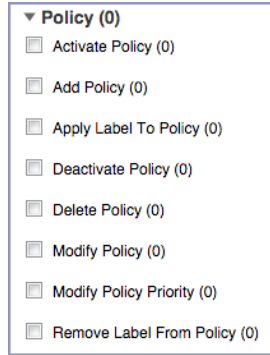 Policy (0)
Activate Policy (0)
Add Policy (0)
Apply Label To Policy (0)
Deactivate Policy (0)
Delete Policy (0)
Modify Policy (0)
Modify Policy Priority (0)
Remove Label From Policy (0)